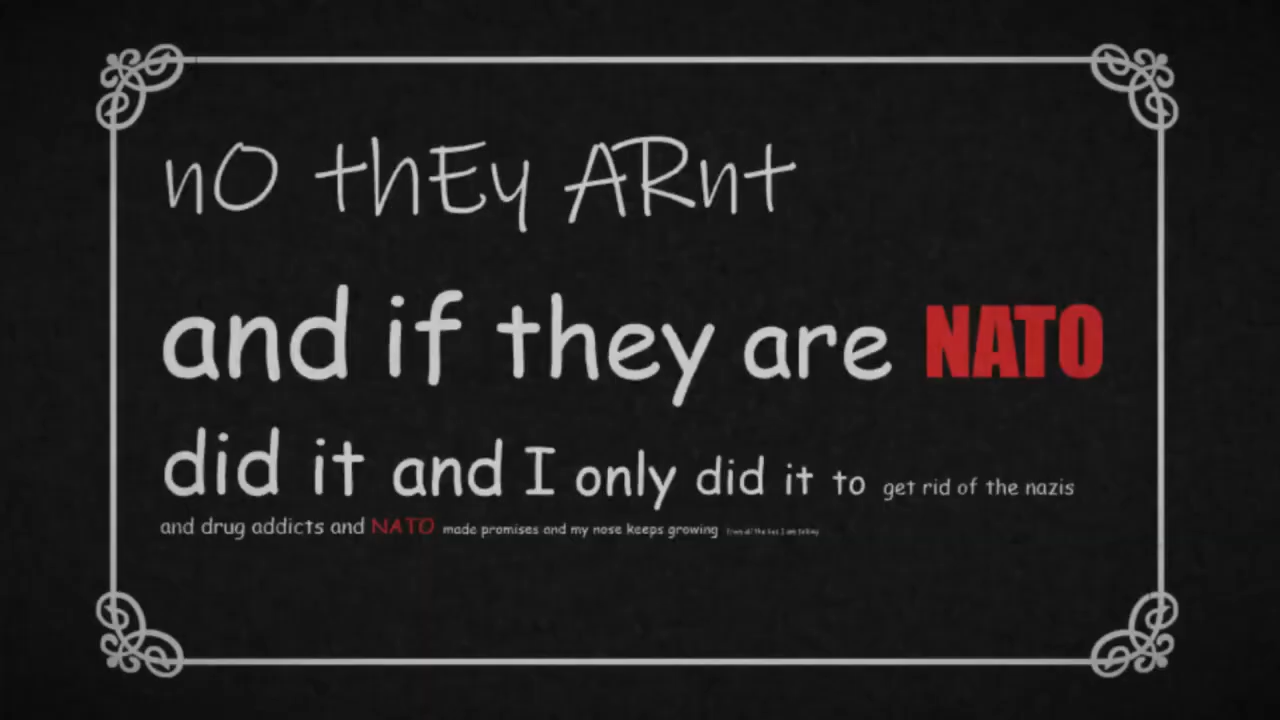 nO thEy ARnt
and if they are NATO
did it and I only did it to get rid of the nazis
and drug addicts and NATO made promises and my nose keeps growing